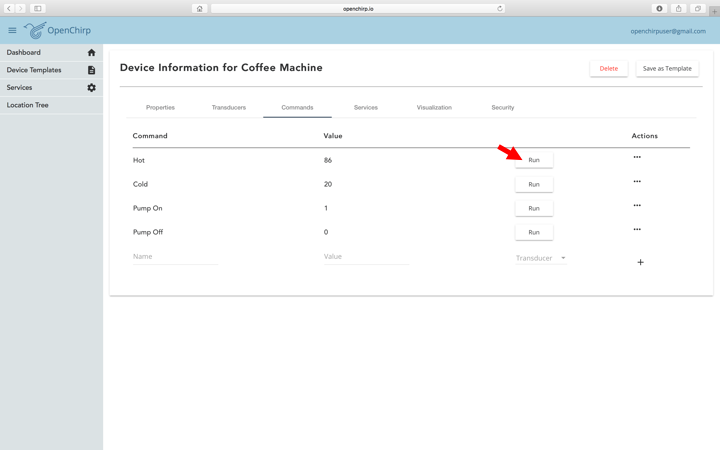 openchirp.io
OpenChirp
openchirpuser@gmail.com
Dashboard
Device Templates
Services
Location Tree
Device Information for Coffee Machine
Delete
Save as Template
Properties Transducers Commands Services Visualization Security
Command Value Actions
Hot 86 Run
Cold 20 Run
Pump On 1 Run
Pump Off 0 Run
Name Value Transducer